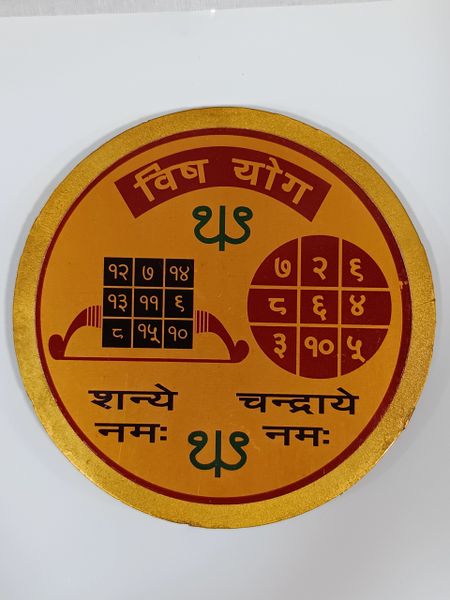 विष योग
१२ ७ १४
१३ ११ ९
८ १५ १०
७ २ ९
८ ६ ४
३ १० ५
शन्ये
नमः
चन्द्राये
नमः